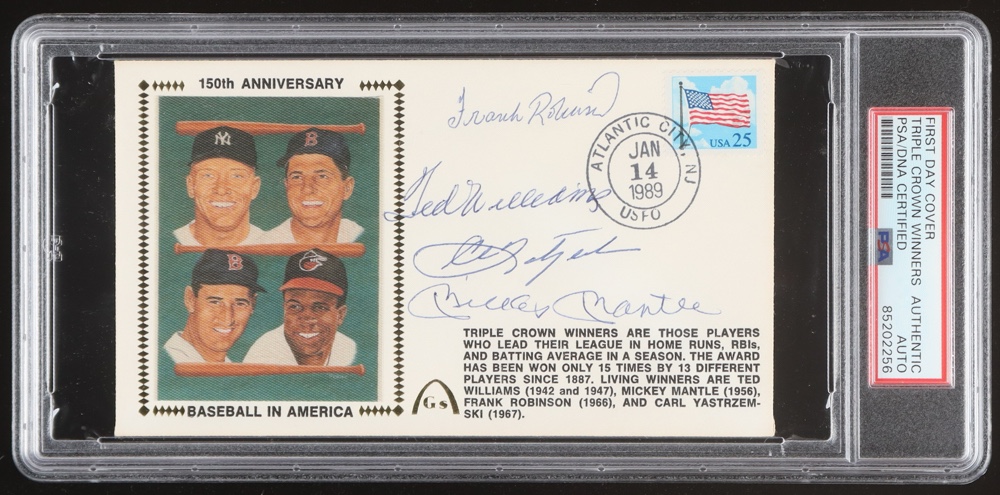 150th ANNIVERSARY
NY
B
B
BASEBALL IN AMERICA
Frank Robinson
Ted Williams
Mickey Mantle
ATLANTIC CITY, NJ
JAN
14
1989
USPO
USA 25
TRIPLE CROWN WINNERS ARE THOSE PLAYERS
WHO LEAD THEIR LEAGUE IN HOME RUNS, RBIs,
AND BATTING AVERAGE IN A SEASON. THE AWARD
HAS BEEN WON ONLY 15 TIMES BY 13 DIFFERENT
PLAYERS SINCE 1887. LIVING WINNERS ARE TED
WILLIAMS (1942 and 1947), MICKEY MANTLE (1956),
FRANK ROBINSON (1966), AND CARL YASTRZEM-
SKI (1967).
Gs
FIRST DAY COVER
TRIPLE CROWN WINNERS AUTHENTIC
PSA/DNA CERTIFIED AUTO
PSA
85202256